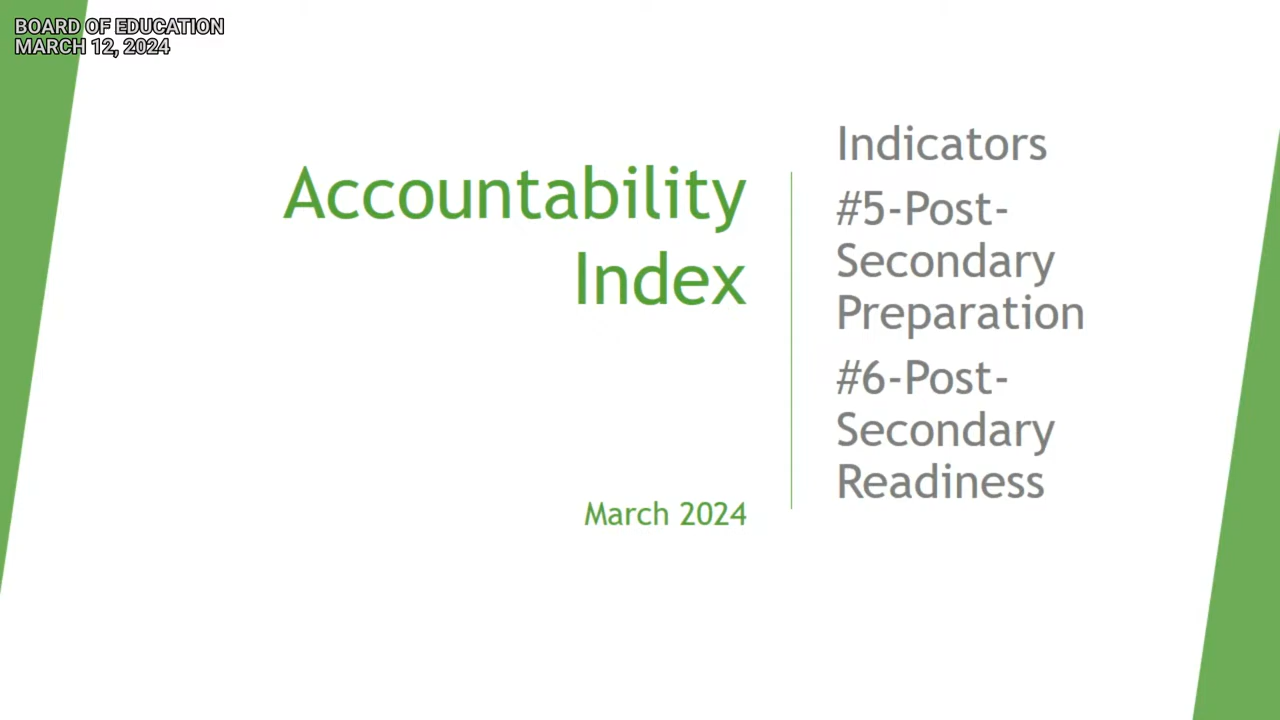 BOARD OF EDUCATION
MARCH 12, 2024
Accountability
Index
March 2024
Indicators
#5-Post-
Secondary
Preparation
#6-Post-
Secondary
Readiness